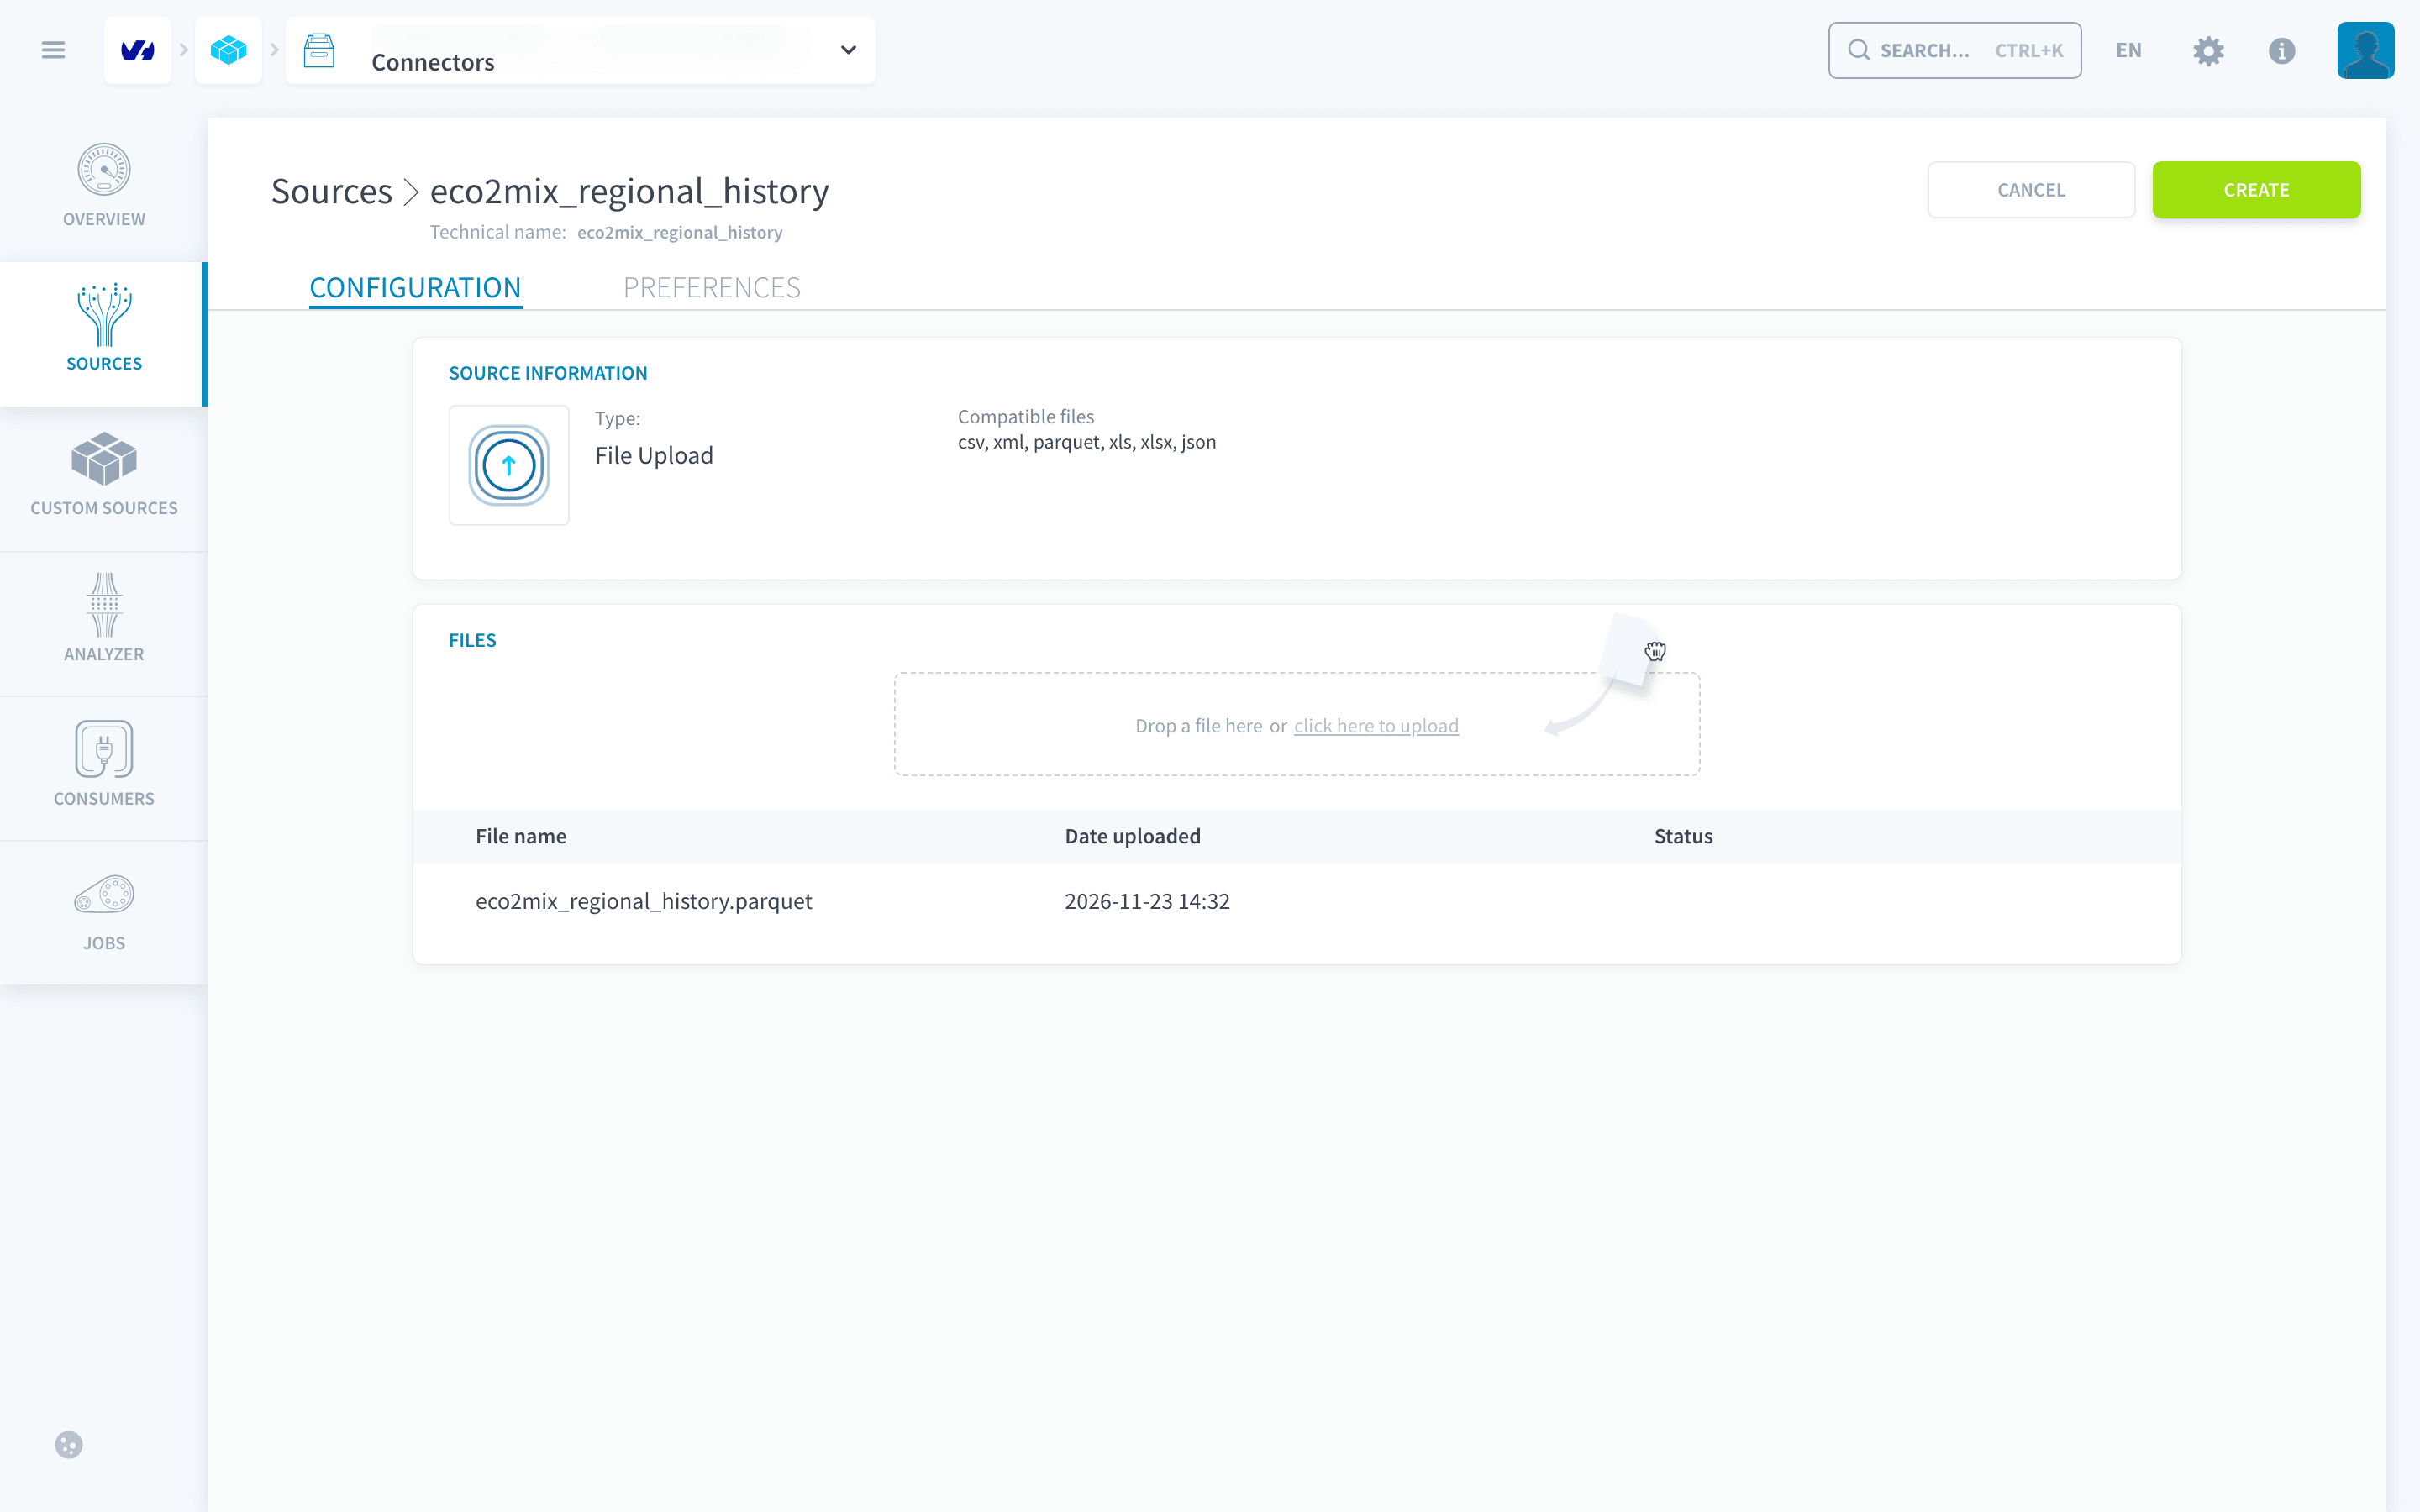 Connectors
SEARCH... CTRL+K
EN
OVERVIEW
SOURCES
CUSTOM SOURCES
ANALYZER
CONSUMERS
JOBS
Sources > eco2mix_regional_history
Technical name: eco2mix_regional_history
CANCEL
CREATE
CONFIGURATION
PREFERENCES
SOURCE INFORMATION
Type:
File Upload
Compatible files
csv, xml, parquet, xls, xlsx, json
FILES
Drop a file here or click here to upload
File name Date uploaded Status
eco2mix_regional_history.parquet 2026-11-23 14:32